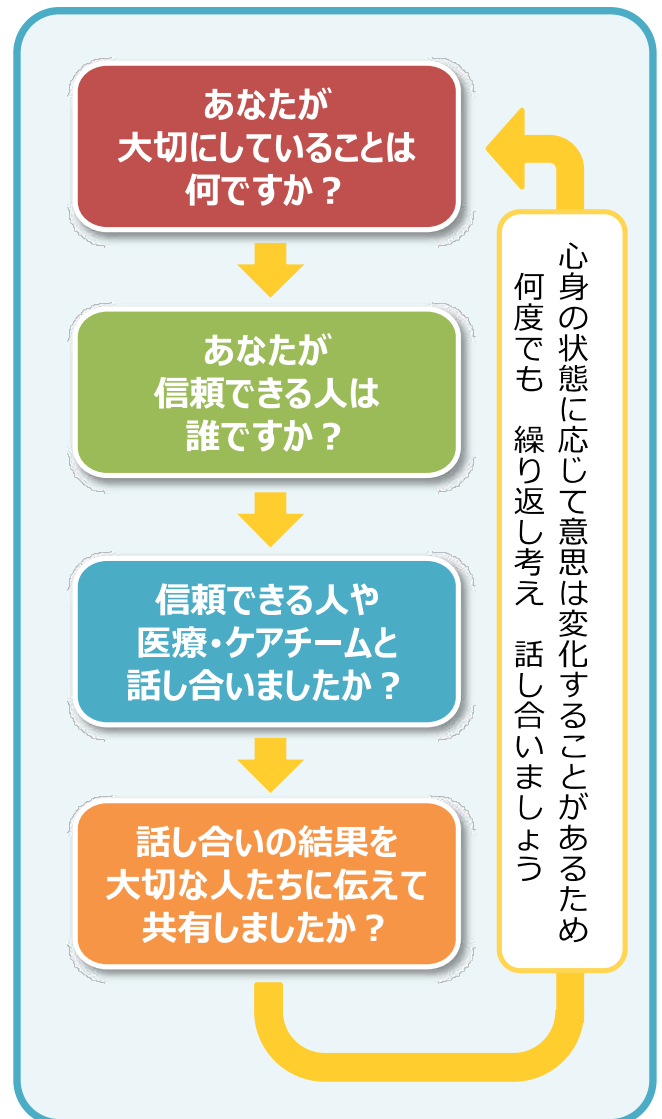 あなたが
大切にしていることは
何ですか？
あなたが
信頼できる人は
誰ですか？
信頼できる人や
医療・ケアチームと
話し合いましたか？
話し合いの結果を
大切な人たちに伝えて
共有しましたか？
心身の状態に応じて意思は変化することがあるため
何度でも　繰り返し考え　話し合いましょう